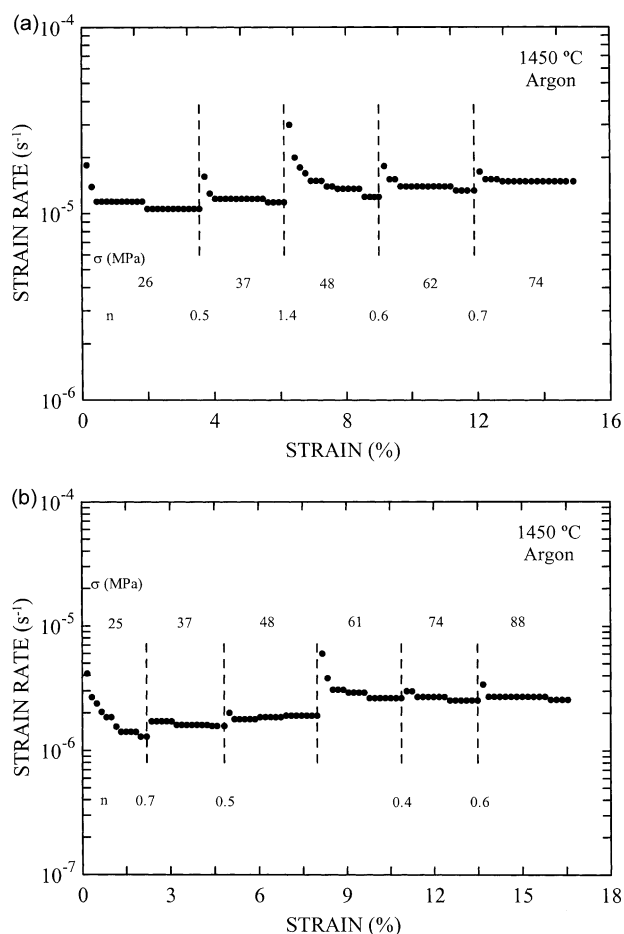 (a)
10⁻⁴
1450 ºC
Argon
STRAIN RATE (s⁻¹)
10⁻⁵
σ (MPa)
26 37 48 62 74
n 0.5 1.4 0.6 0.7
10⁻⁶
0 4 8 12 16
STRAIN (%)
(b)
10⁻⁴
1450 ºC
Argon
σ (MPa)
25 37 48 61 74 88
STRAIN RATE (s⁻¹)
10⁻⁵
10⁻⁶
n 0.7 0.5 0.4 0.6
10⁻⁷
0 3 6 9 12 15 18
STRAIN (%)